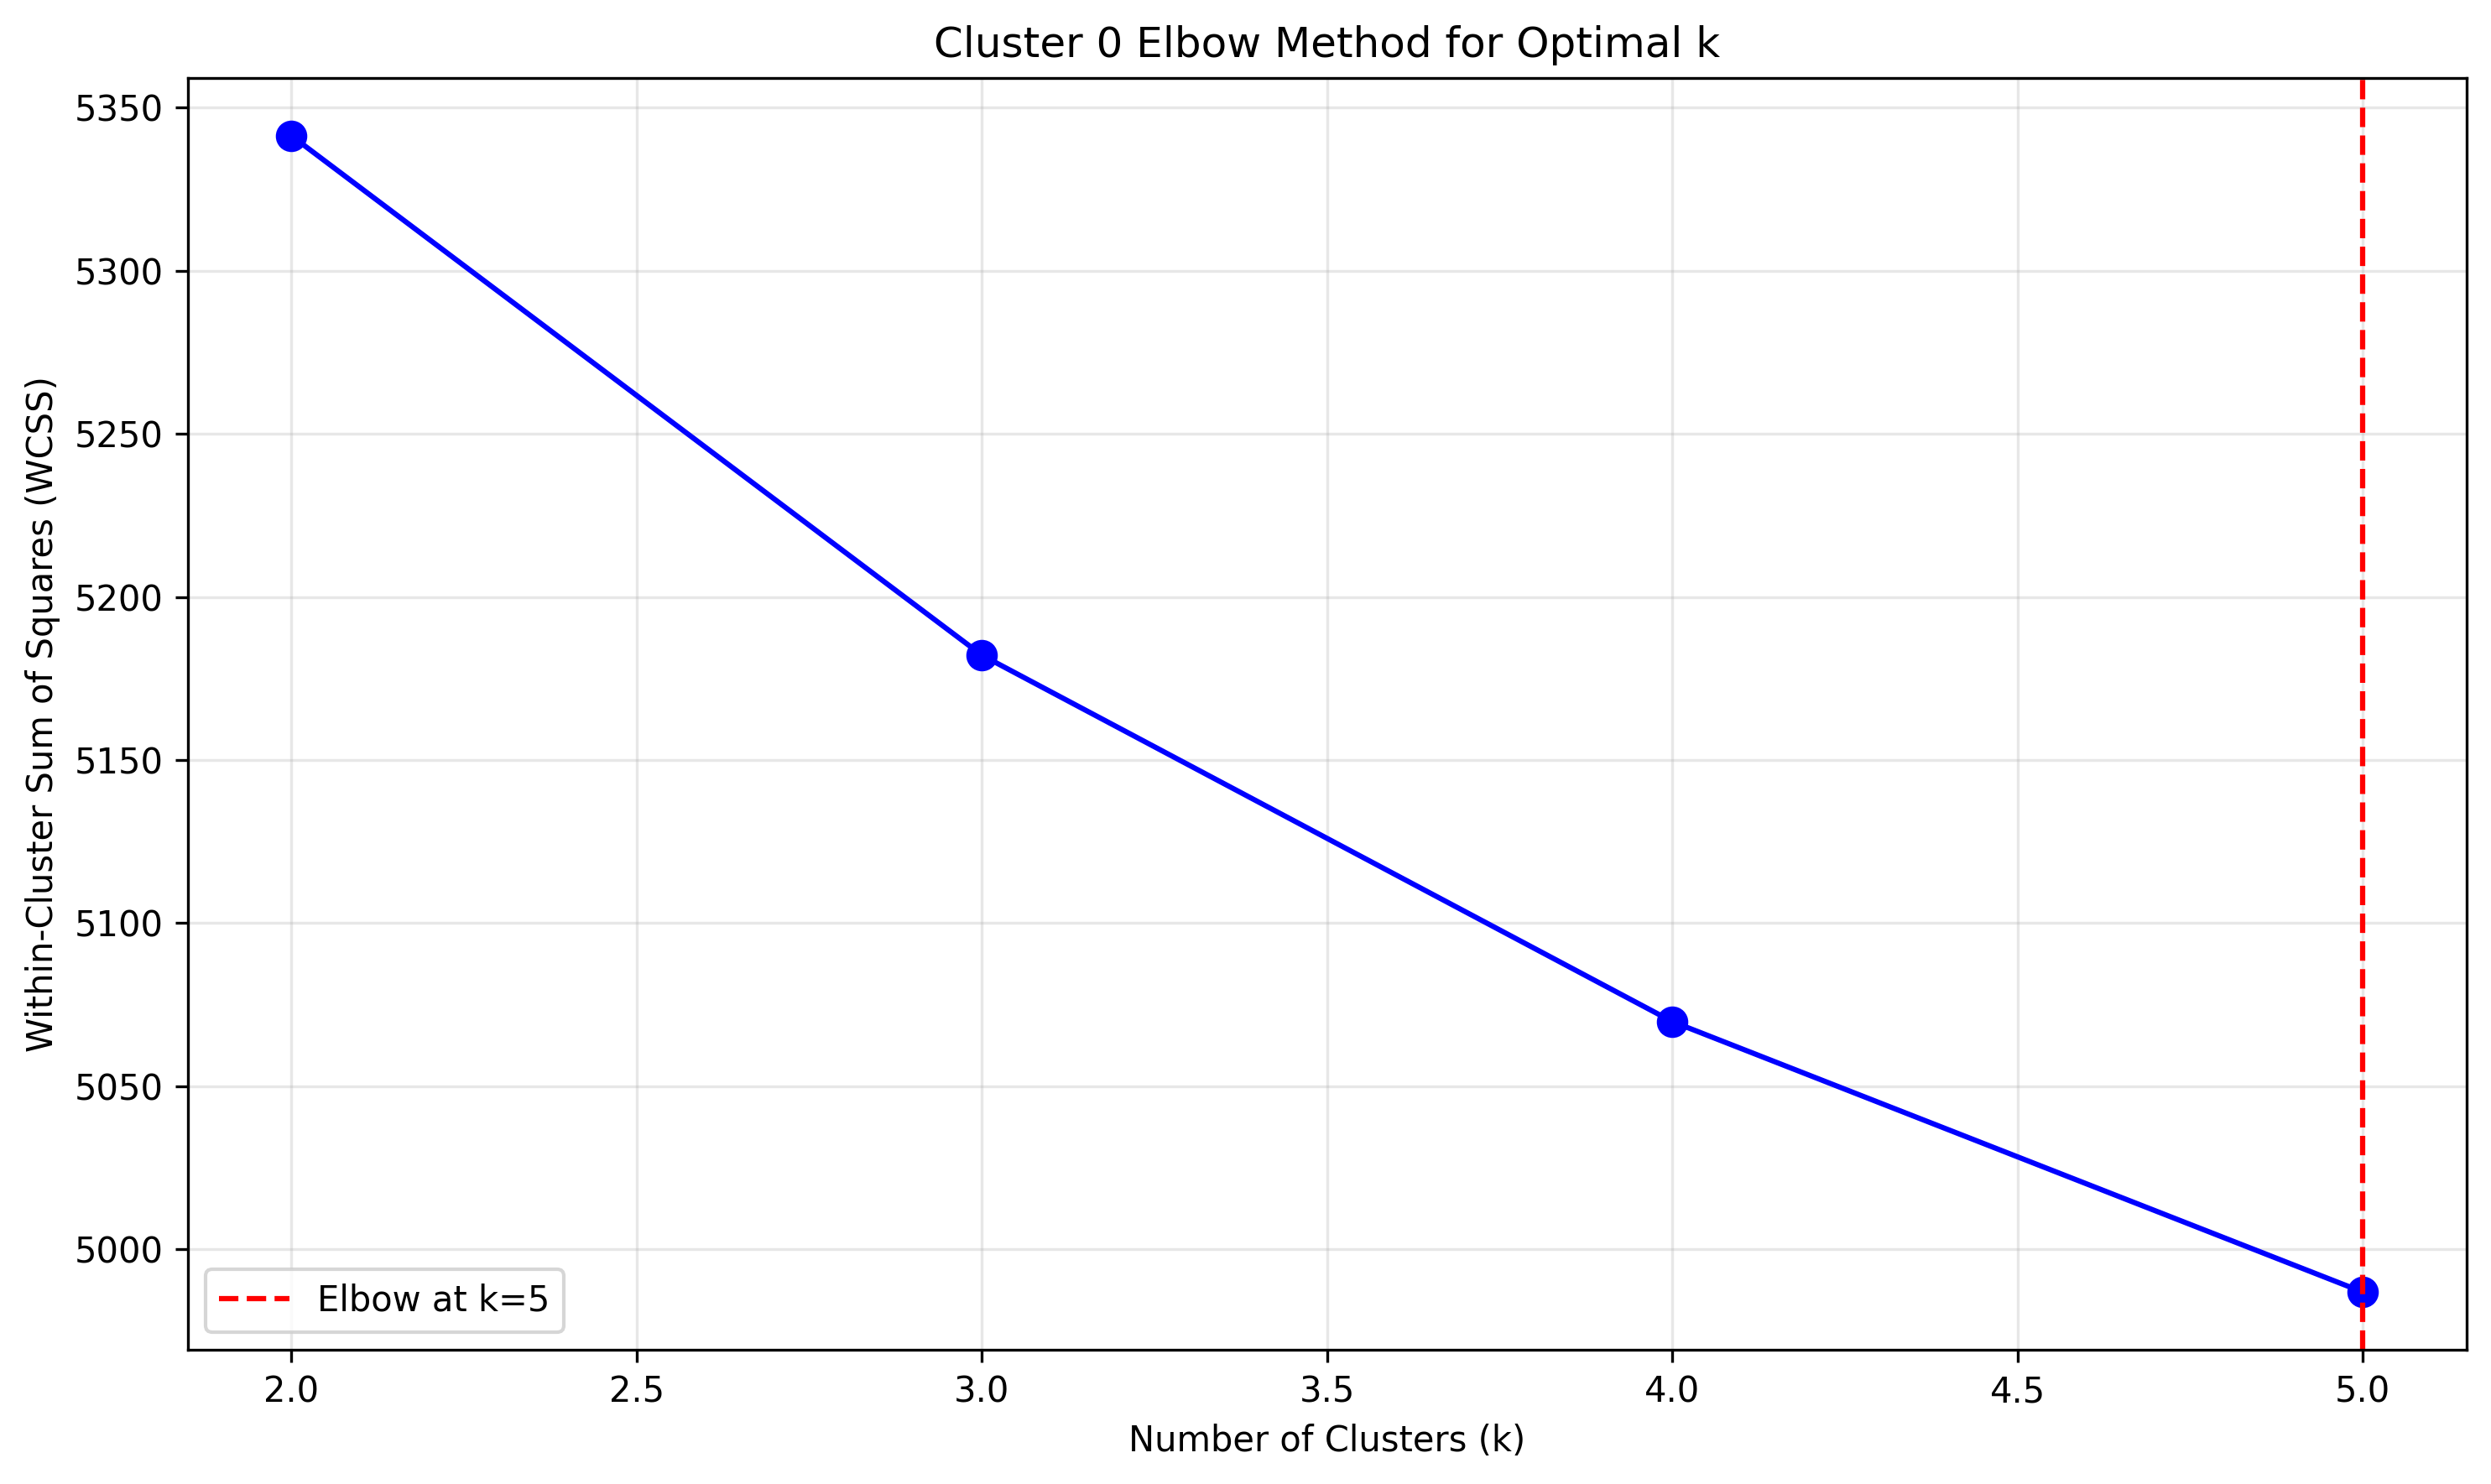 Cluster 0 Elbow Method for Optimal k
Within-Cluster Sum of Squares (WCSS)
5350
5300
5250
5200
5150
5100
5050
5000
Elbow at k=5
2.0 2.5 3.0 3.5 4.0 4.5 5.0
Number of Clusters (k)